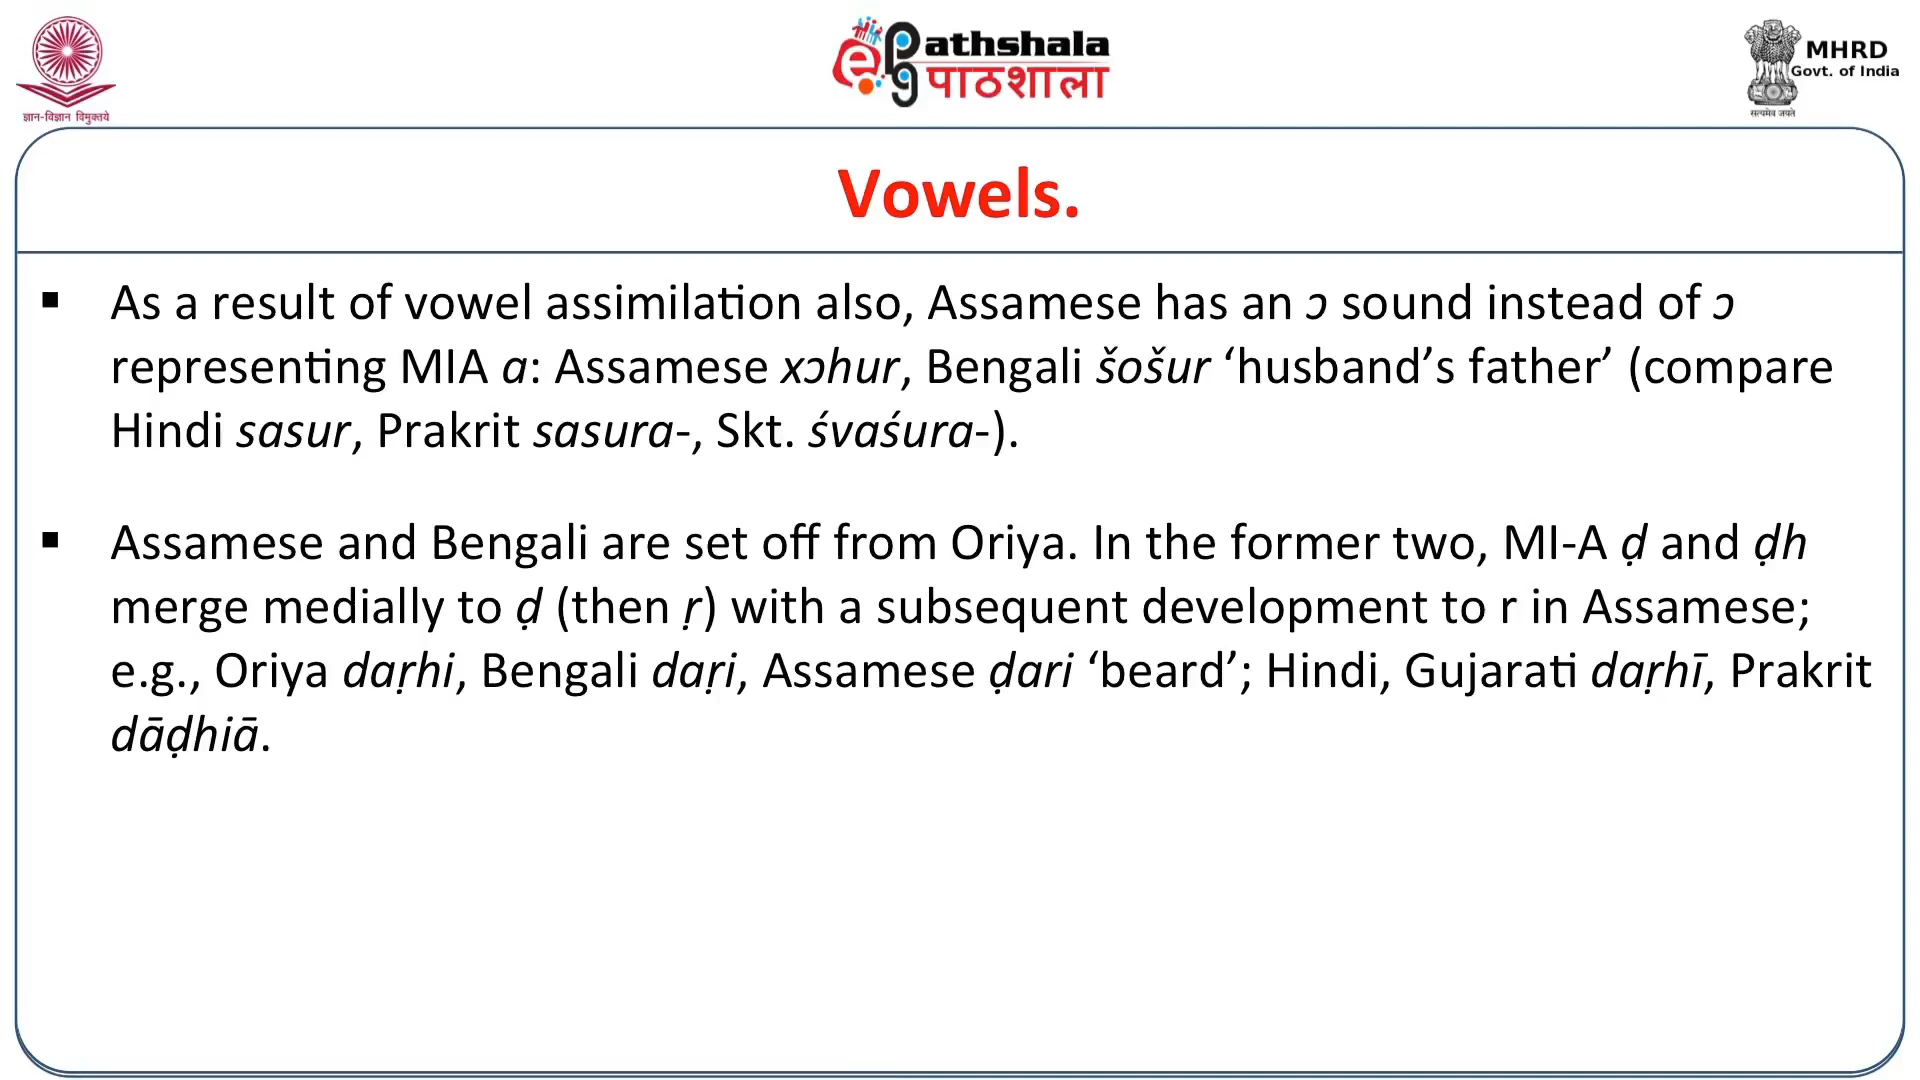 ज्ञान-विज्ञान विमुक्तये
ePG Pathshala
पाठशाला
MHRD
Govt. of India
सत्यमेव जयते
Vowels.
▪ As a result of vowel assimilation also, Assamese has an ɔ sound instead of ɔ
representing MIA a: Assamese xɔhur, Bengali šošur ‘husband’s father’ (compare
Hindi sasur, Prakrit sasura-, Skt. śvaśura-).
▪ Assamese and Bengali are set off from Oriya. In the former two, MI-A ḍ and ḍh
merge medially to ḍ (then ṛ) with a subsequent development to r in Assamese;
e.g., Oriya daṛhi, Bengali daṛi, Assamese ḍari ‘beard’; Hindi, Gujarati daṛhī, Prakrit
dāḍhiā.